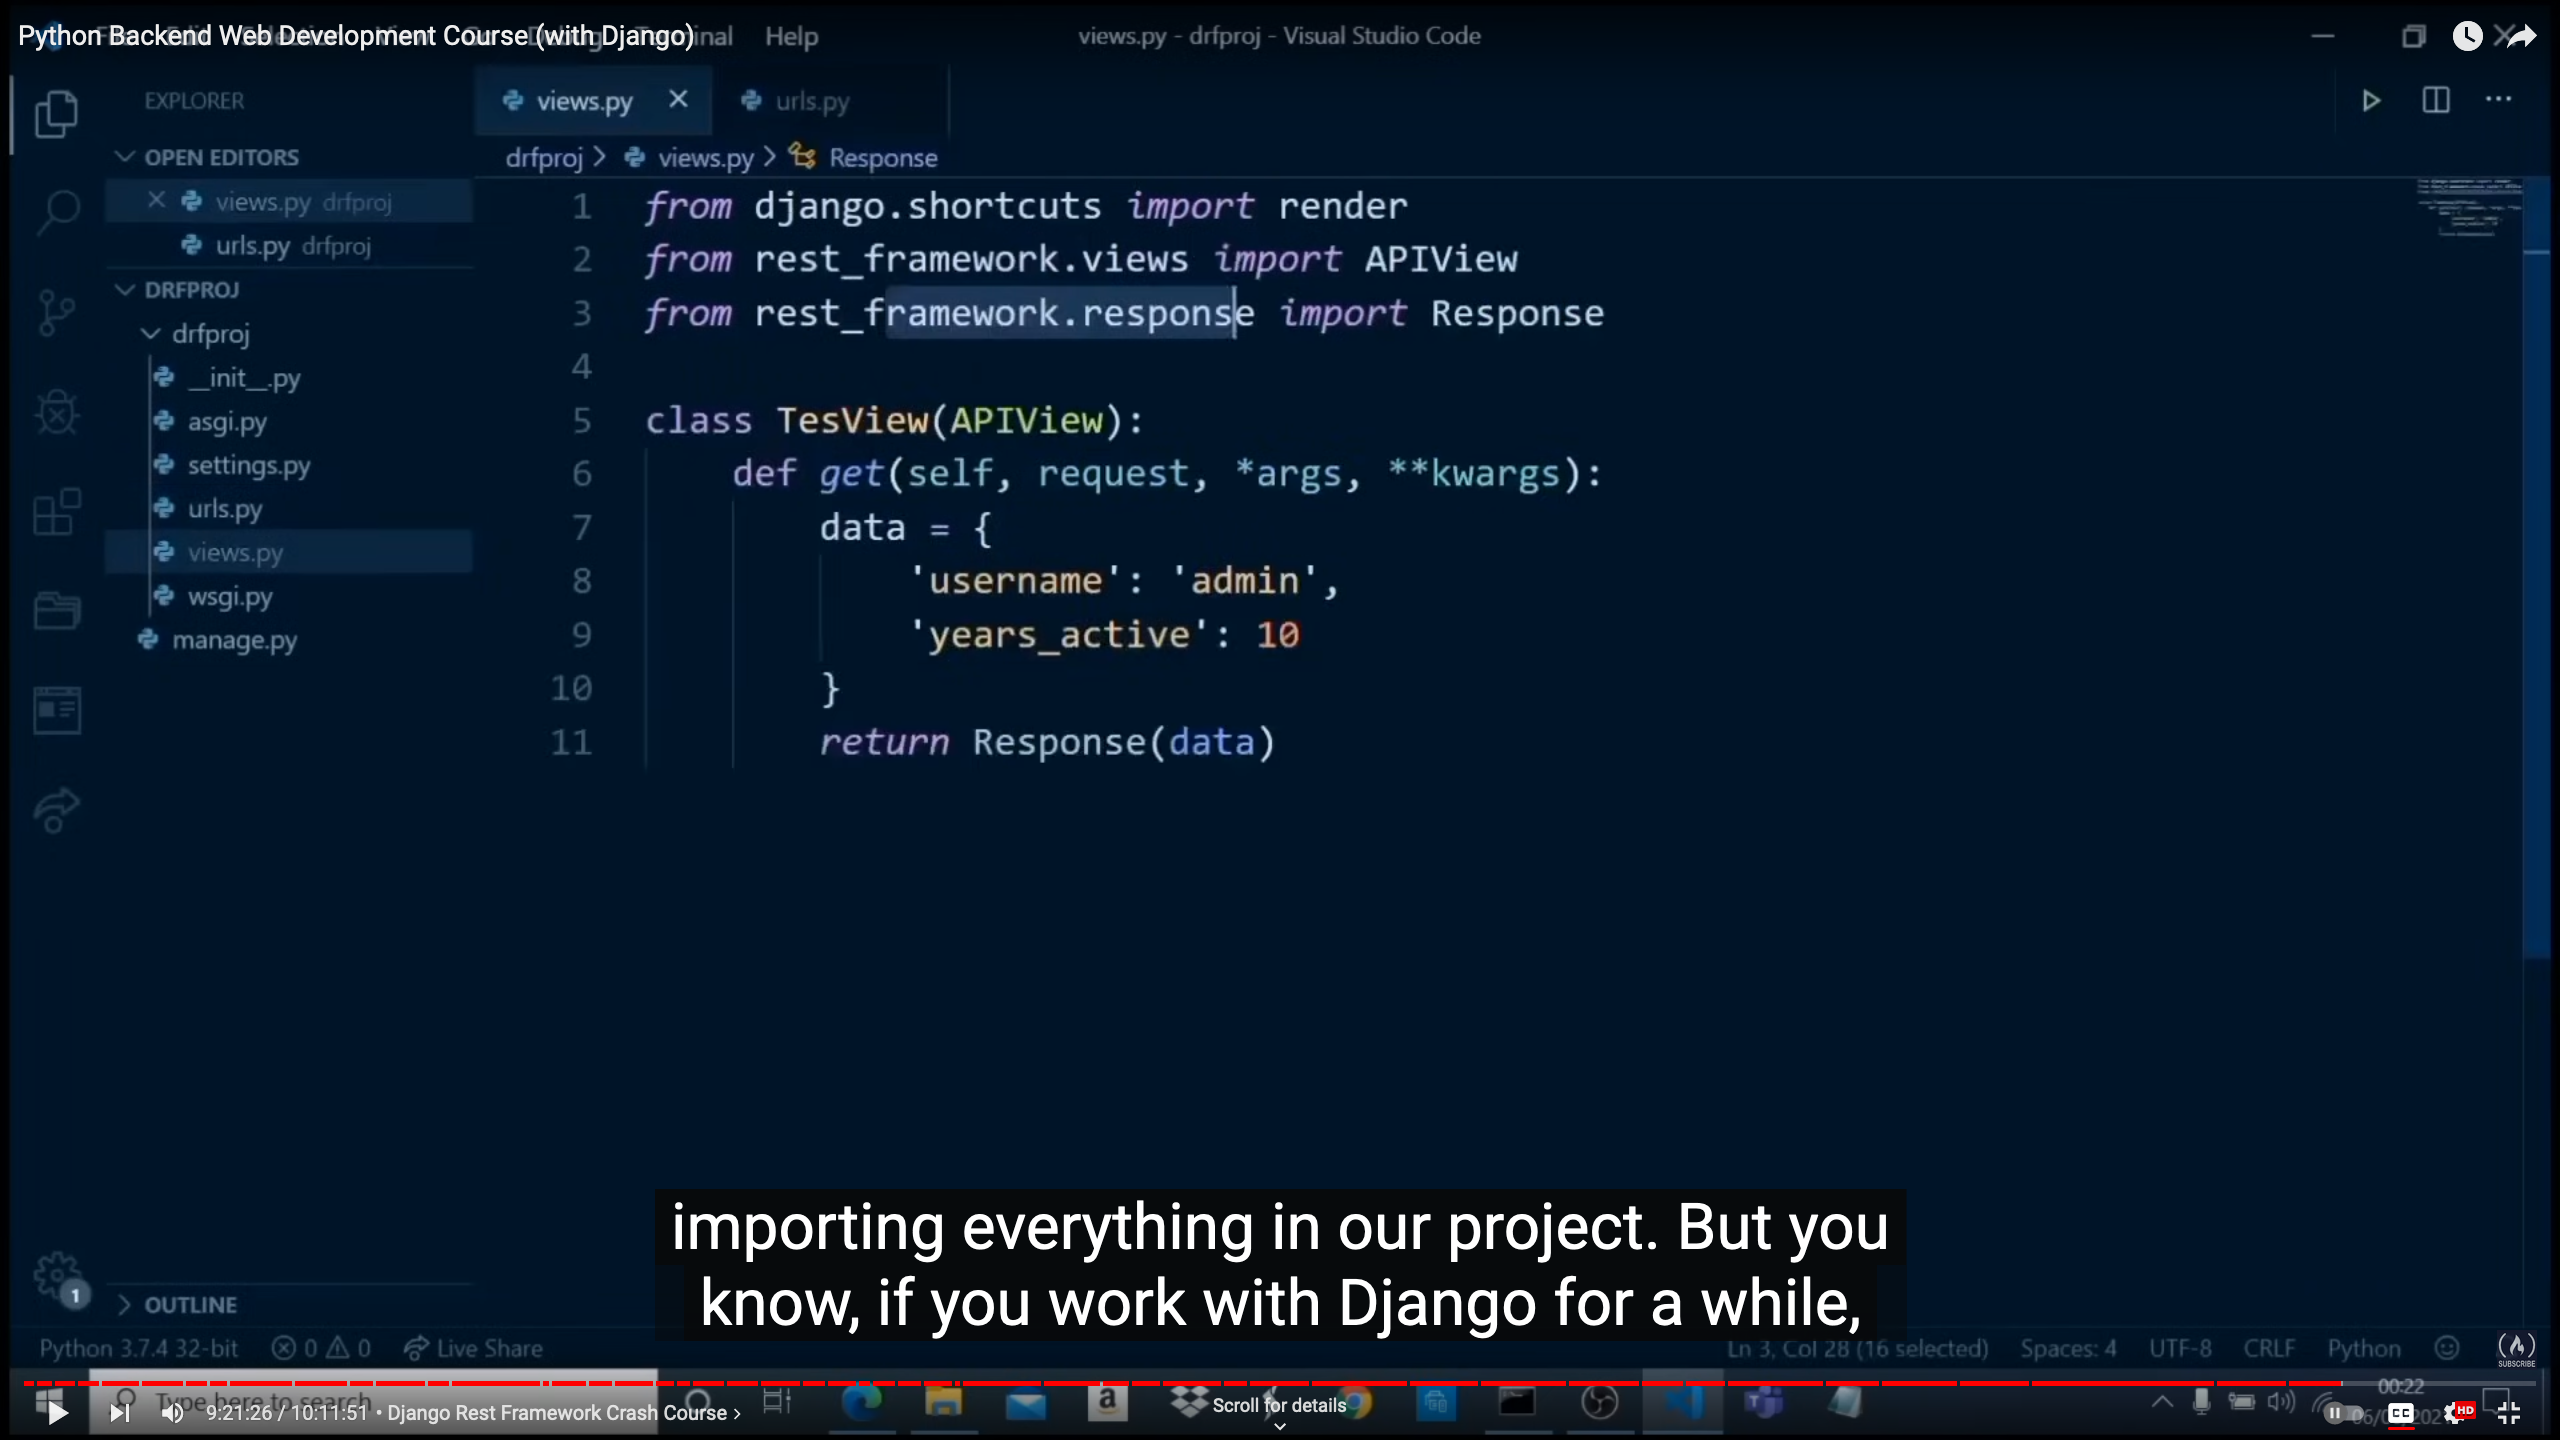 Python Backend Web Development Course (with Django)
Help
views.py - drfproj - Visual Studio Code
EXPLORER
views.py
urls.py
OPEN EDITORS
drfproj > views.py > Response
views.py drfproj
urls.py drfproj
DRFPROJ
drfproj
__init__.py
asgi.py
settings.py
urls.py
views.py
wsgi.py
manage.py
1 from django.shortcuts import render
2 from rest_framework.views import APIView
3 from rest_framework.response import Response
4
5 class TesView(APIView):
6 def get(self, request, *args, **kwargs):
7 data = {
8 'username': 'admin',
9 'years_active': 10
10 }
11 return Response(data)
importing everything in our project. But you
know, if you work with Django for a while,
1
OUTLINE
Python 3.7.4 32-bit 0 0 Live Share
Ln 3, Col 28 (16 selected) Spaces: 4 UTF-8 CRLF Python
SUBSCRIBE
Type here to search
a
00:22
9:21:26 / 10:11:51 • Django Rest Framework Crash Course >
Scroll for details
CC
HD